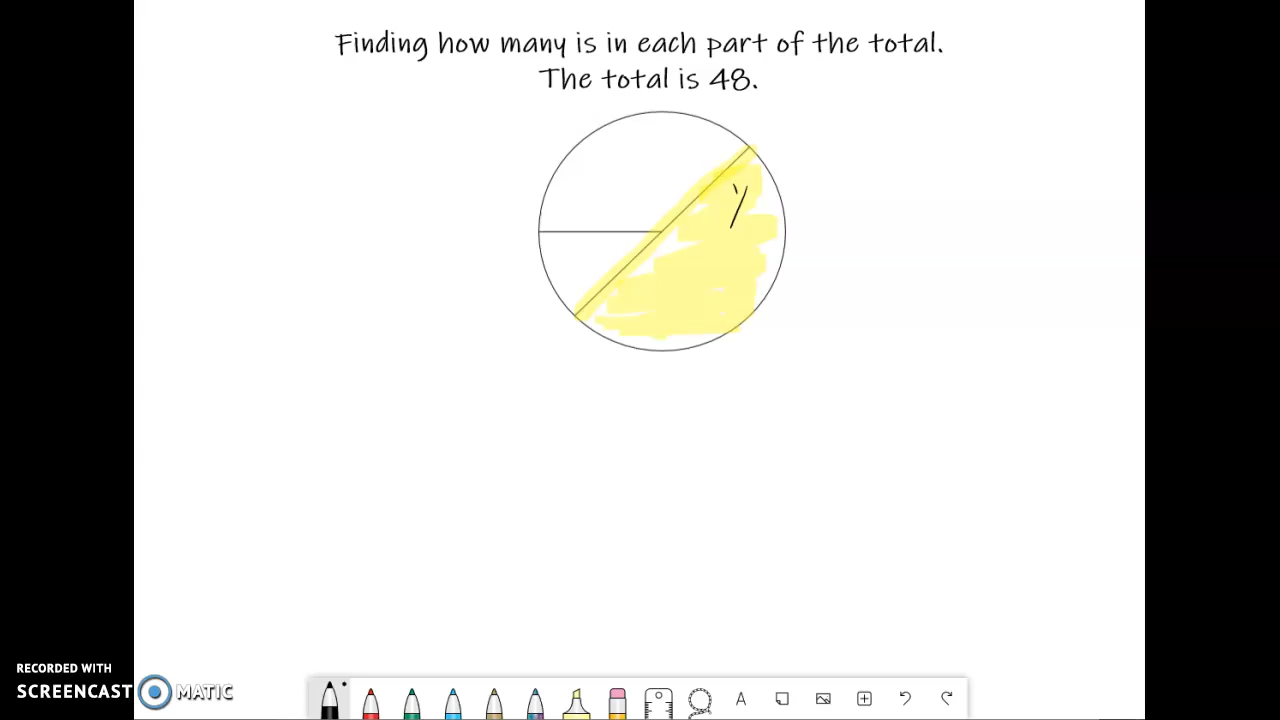 Finding how many is in each part of the total.
The total is 48.
RECORDED WITH
SCREENCAST MATIC
A